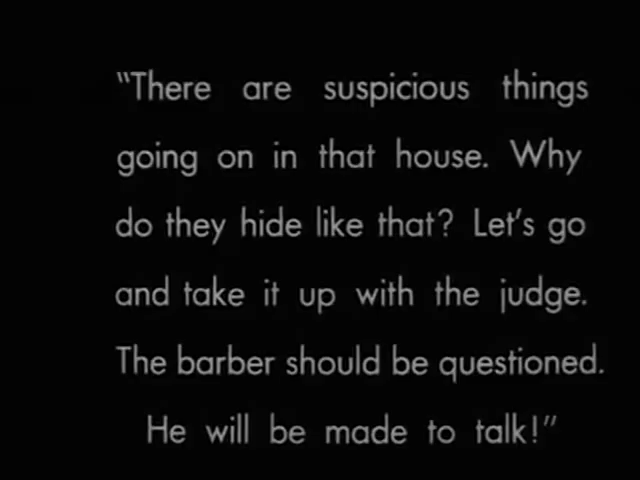 "There are suspicious things
going on in that house. Why
do they hide like that? Let's go
and take it up with the judge.
The barber should be questioned.
He will be made to talk!"